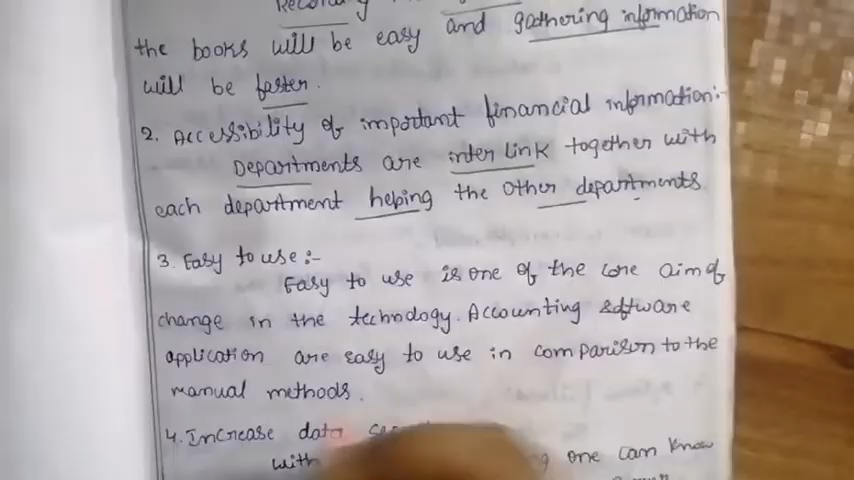 Recording
the books will be easy and gathering information
will be faster.
2. Accessibility of important financial information:-
Departments are inter link together with
each department helping the other departments.
3. Easy to use :-
Easy to use is one of the core aim of
change in the technology. Accounting software
application are easy to use in comparison to the
manual methods.
4. Increase data
with one can know